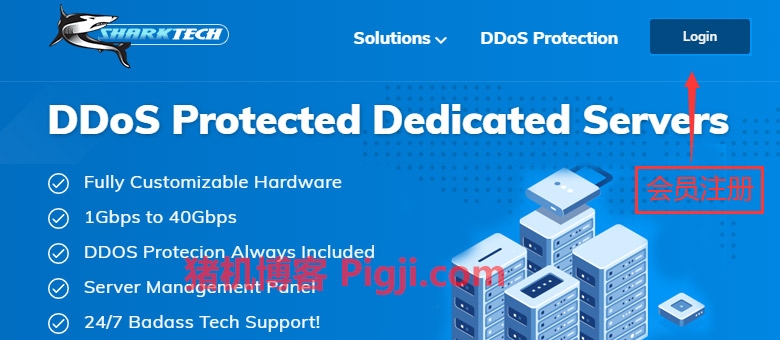 SHARKTECH
Solutions
DDoS Protection
Login
DDoS Protected Dedicated Servers
Fully Customizable Hardware
会员注册
1Gbps to 40Gbps
DDOS Protecion Always Included
猪机博客 Pigji.com
Server Management Panel
24/7 Badass Tech Support!